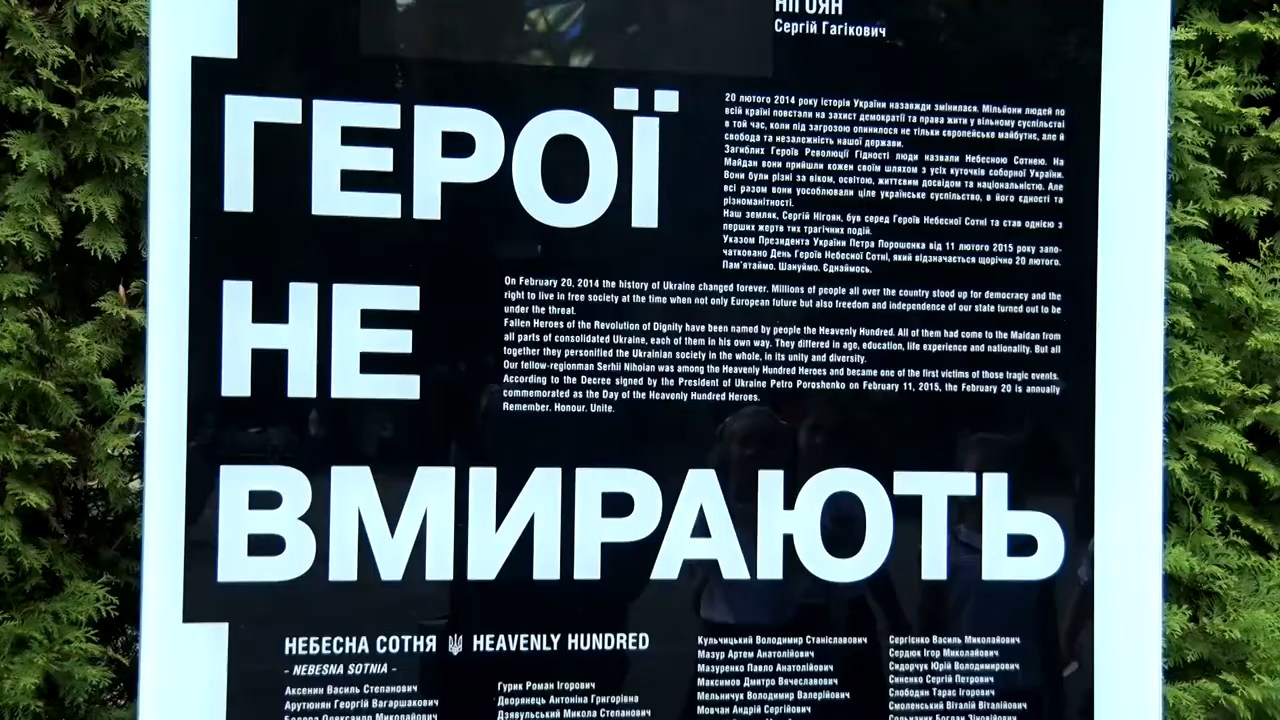 НІГОЯН
Сергій Гагікович
ГЕРОЇ
НЕ
ВМИРАЮТЬ
20 лютого 2014 року історія України назавжди змінилася. Мільйони людей по
всій країні повстали на захист демократії та права жити у вільному суспільстві
в той час, коли під загрозою опинилося не тільки європейське майбутнє, але й
свобода та незалежність нашої держави.
Загиблих Героїв Революції Гідності люди назвали Небесною Сотнею. На
Майдан вони прийшли кожен своїм шляхом з усіх куточків соборної України.
Вони були різні за віком, освітою, життєвим досвідом та національністю. Але
всі разом вони уособлювали ціле українське суспільство, в його єдності та
різноманітності.
Наш земляк, Сергій Нігоян, був серед Героїв Небесної Сотні та став однією з
перших жертв тих трагічних подій.
Указом Президента України Петра Порошенка від 11 лютого 2015 року запо-
чатковано День Героїв Небесної Сотні, який відзначається щорічно 20 лютого.
Пам'ятаймо. Шануймо. Єднаймось.
On February 20, 2014 the history of Ukraine changed forever. Millions of people all over the country stood up for democracy and the
right to live in free society at the time when not only European future but also freedom and independence of our state turned out to be
under the threat.
Fallen Heroes of the Revolution of Dignity have been named by people the Heavenly Hundred. All of them had come to the Maidan from
all parts of consolidated Ukraine, each of them in his own way. They differed in age, education, life experience and nationality. But all
together they personified the Ukrainian society in the whole, in its unity and diversity.
Our fellow-regionman Serhii Nihoian was among the Heavenly Hundred Heroes and became one of the first victims of those tragic events.
According to the Decree signed by the President of Ukraine Petro Poroshenko on February 11, 2015, the February 20 is annually
commemorated as the Day of the Heavenly Hundred Heroes.
Remember. Honour. Unite.
НЕБЕСНА СОТНЯ HEAVENLY HUNDRED
- NEBESNA SOTNIA -
Аксенин Василь Степанович
Арутюнян Георгій Вагаршакович
Бодова Олександр Миколайович
Гурик Роман Ігорович
Дворянець Антоніна Григорівна
Дзявульський Микола Степанович
Кульчицький Володимир Станіславович
Мазур Артем Анатолійович
Мазуренко Павло Анатолійович
Максимов Дмитро Вячеславович
Мельничук Володимир Валерійович
Мовчан Андрій Сергійович
Сергієнко Василь Миколайович
Сердюк Ігор Миколайович
Сидорчук Юрій Володимирович
Синенко Сергій Петрович
Слободян Тарас Ігорович
Смоленський Віталій Віталійович
Сольчаник Богдан Зіновійович